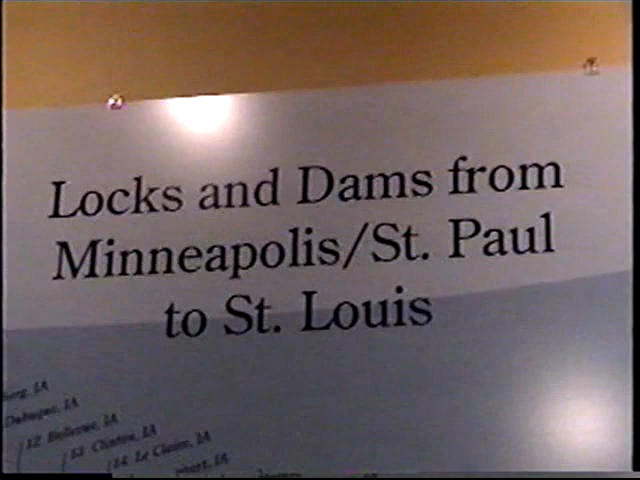 Locks and Dams from
Minneapolis/St. Paul
to St. Louis
Dubuque, IA
12 Bellevue, IA
13 Clinton, IA
14 Le Claire, IA